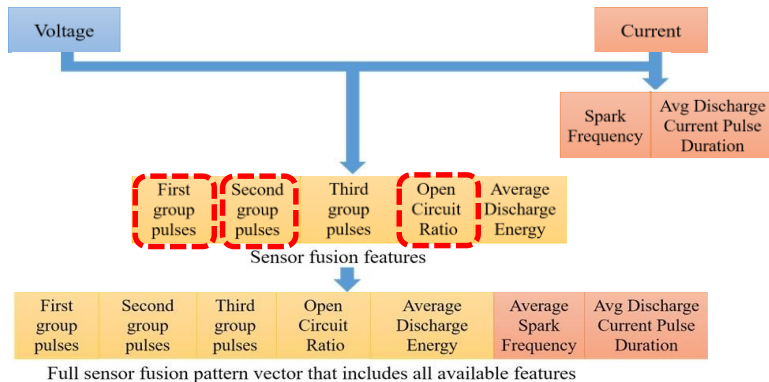 Voltage
Current
Spark
Frequency
Avg Discharge
Current Pulse
Duration
First
group
pulses
Second
group
pulses
Third
group
pulses
Open
Circuit
Ratio
Average
Discharge
Energy
Sensor fusion features
First
group
pulses
Second
group
pulses
Third
group
pulses
Open
Circuit
Ratio
Average
Discharge
Energy
Average
Spark
Frequency
Avg Discharge
Current Pulse
Duration
Full sensor fusion pattern vector that includes all available features